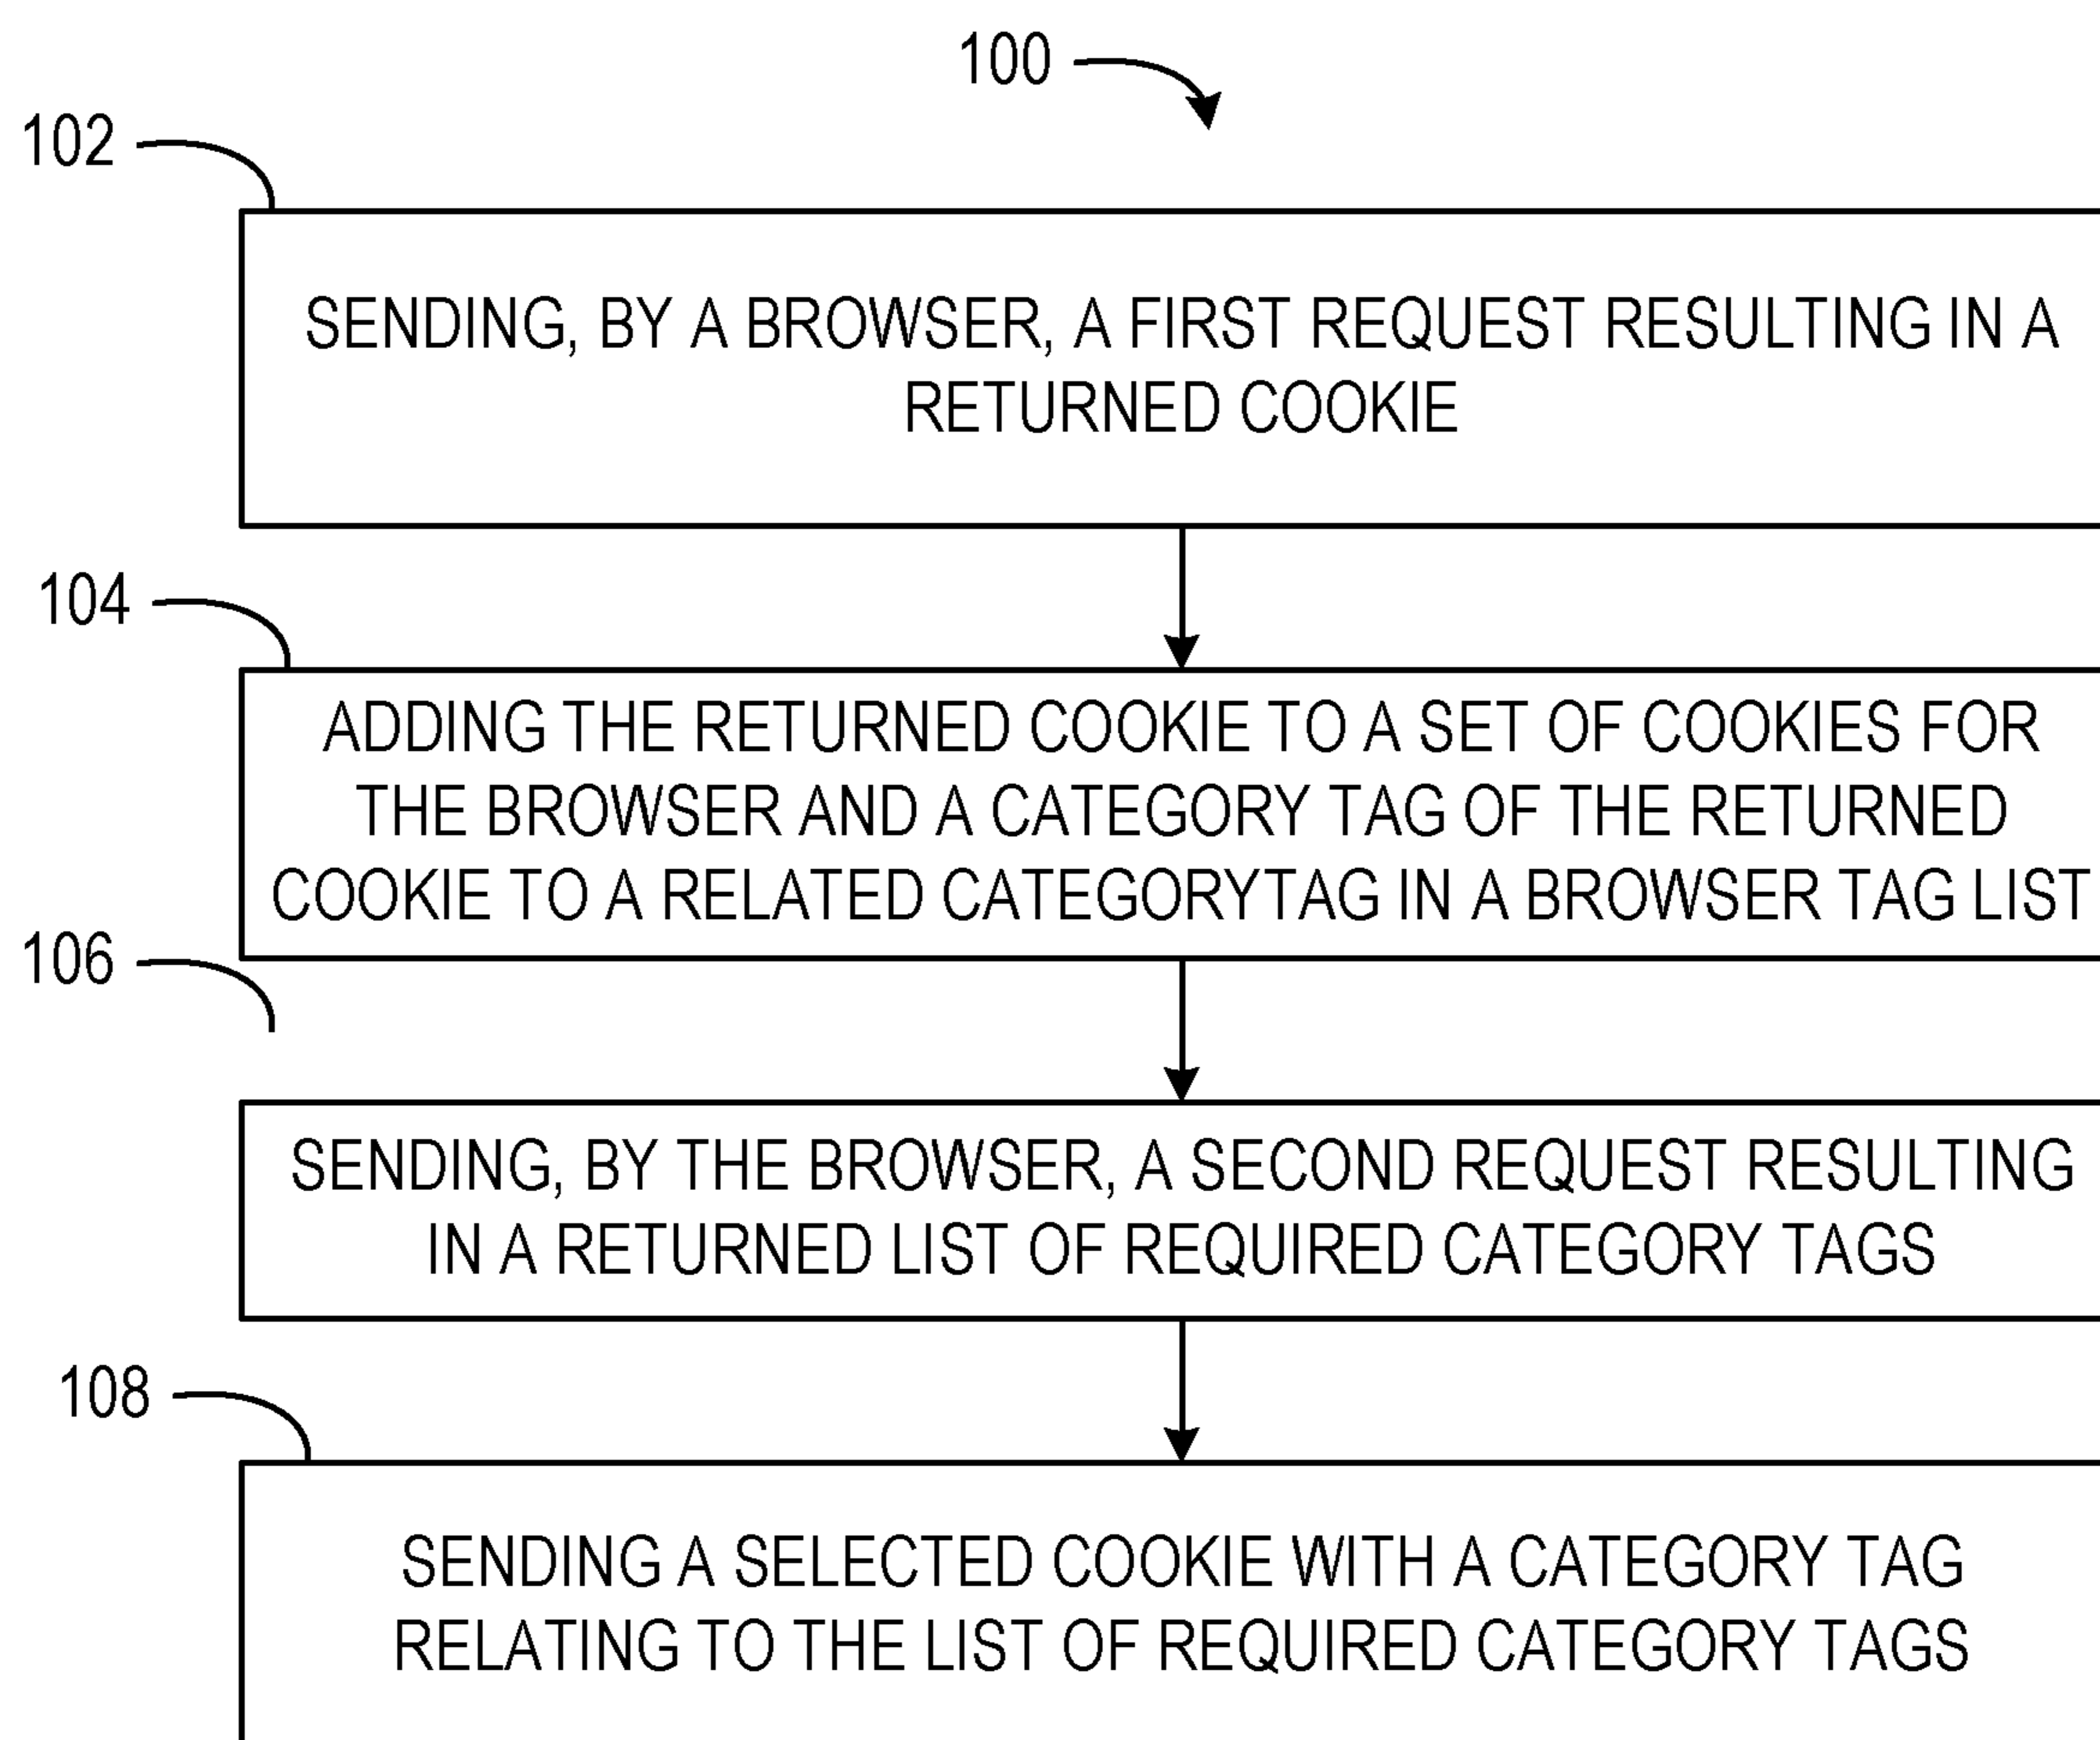 100
102
SENDING, BY A BROWSER, A FIRST REQUEST RESULTING IN A
RETURNED COOKIE
104
ADDING THE RETURNED COOKIE TO A SET OF COOKIES FOR
THE BROWSER AND A CATEGORY TAG OF THE RETURNED
COOKIE TO A RELATED CATEGORYTAG IN A BROWSER TAG LIST
106
SENDING, BY THE BROWSER, A SECOND REQUEST RESULTING
IN A RETURNED LIST OF REQUIRED CATEGORY TAGS
108
SENDING A SELECTED COOKIE WITH A CATEGORY TAG
RELATING TO THE LIST OF REQUIRED CATEGORY TAGS